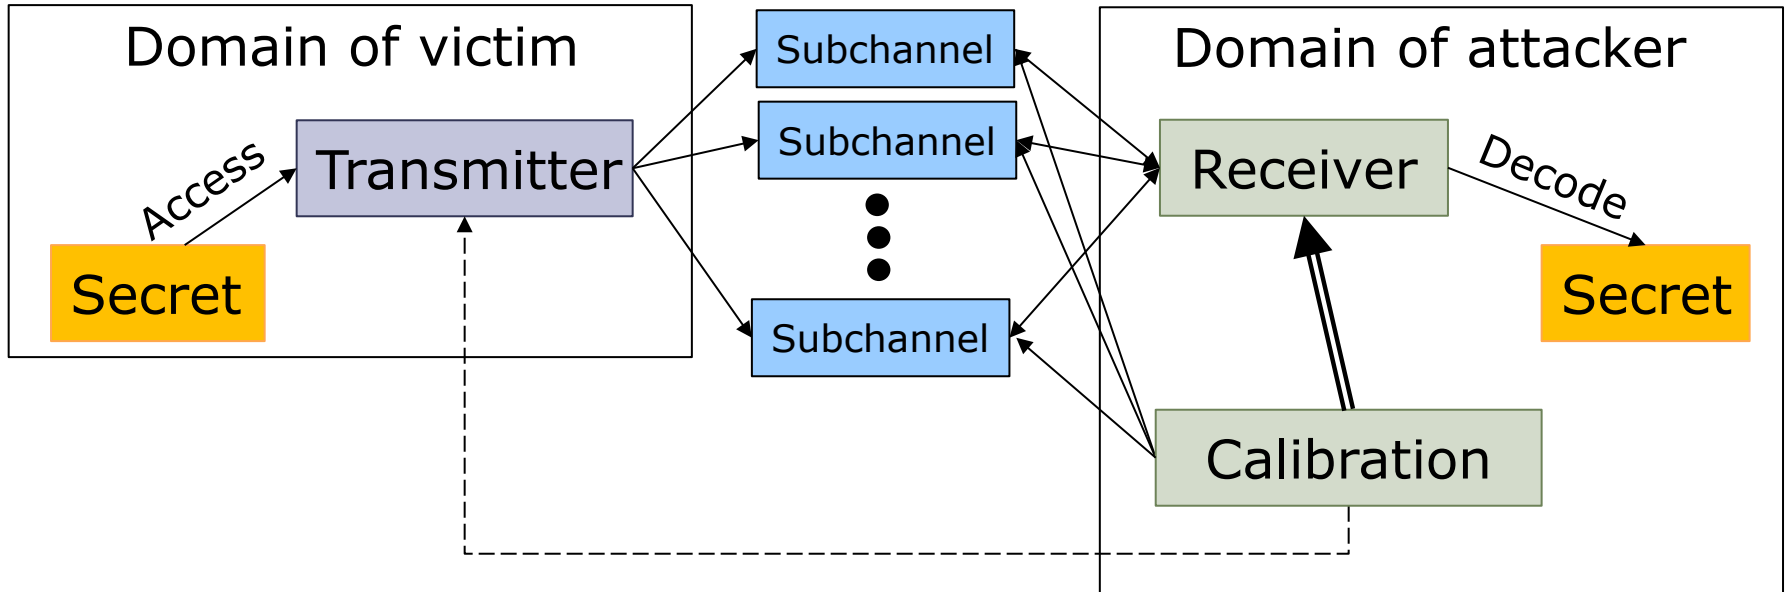 Domain of victim
Access
Transmitter
Secret
Subchannel
Subchannel
Subchannel
Domain of attacker
Receiver
Decode
Secret
Calibration